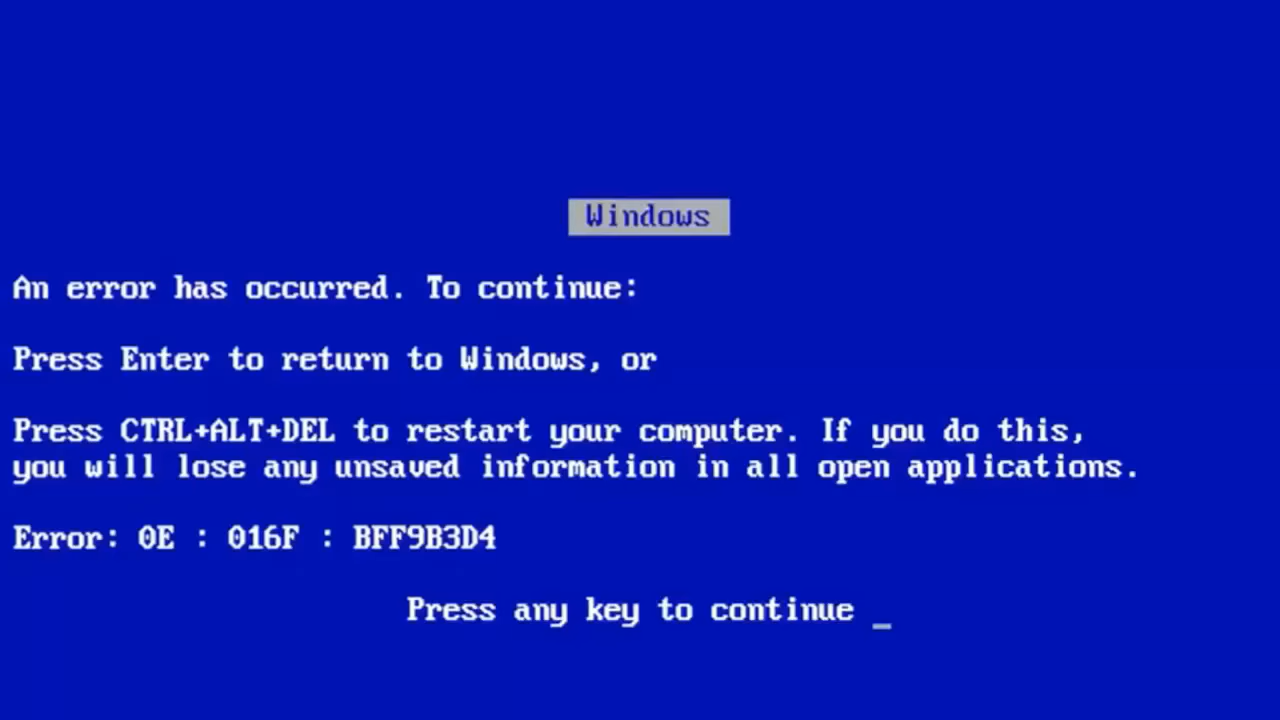 Windows
An error has occurred. To continue:
Press Enter to return to Windows, or
Press CTRL+ALT+DEL to restart your computer. If you do this,
you will lose any unsaved information in all open applications.
Error: 0E : 016F : BFF9B3D4
Press any key to continue _